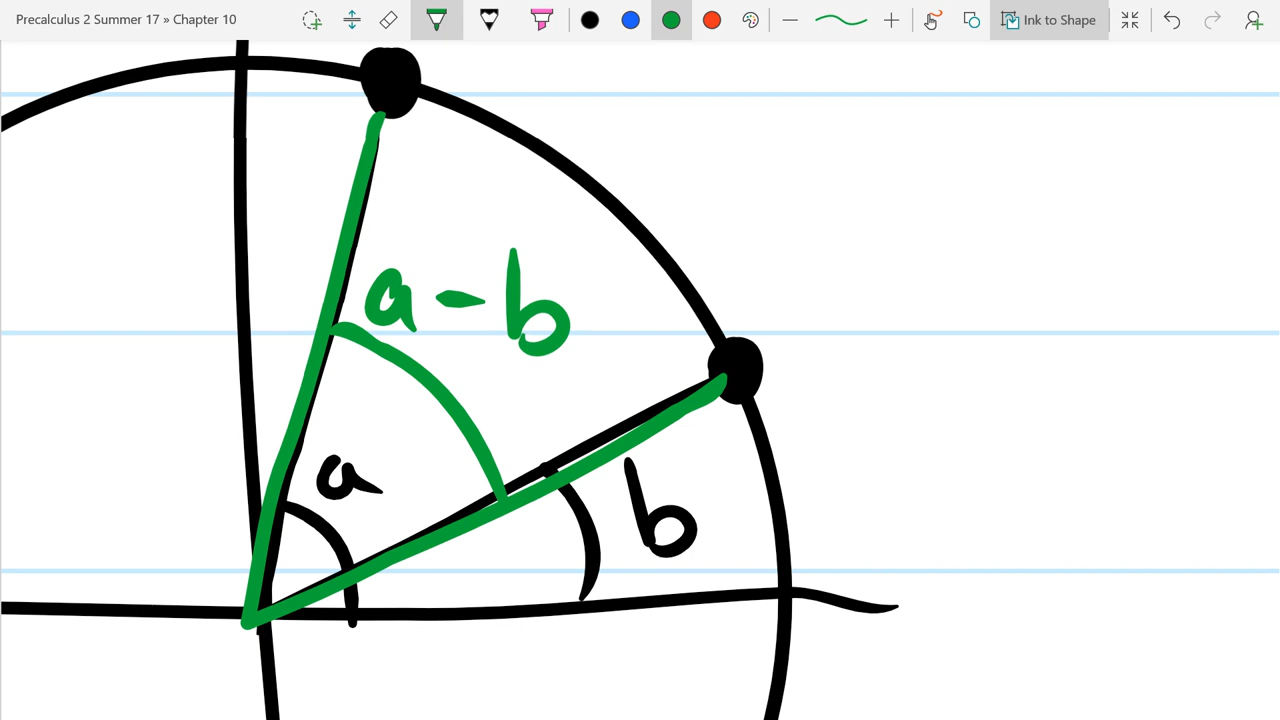 Precalculus 2 Summer 17 » Chapter 10
Ink to Shape
a - b
a
b